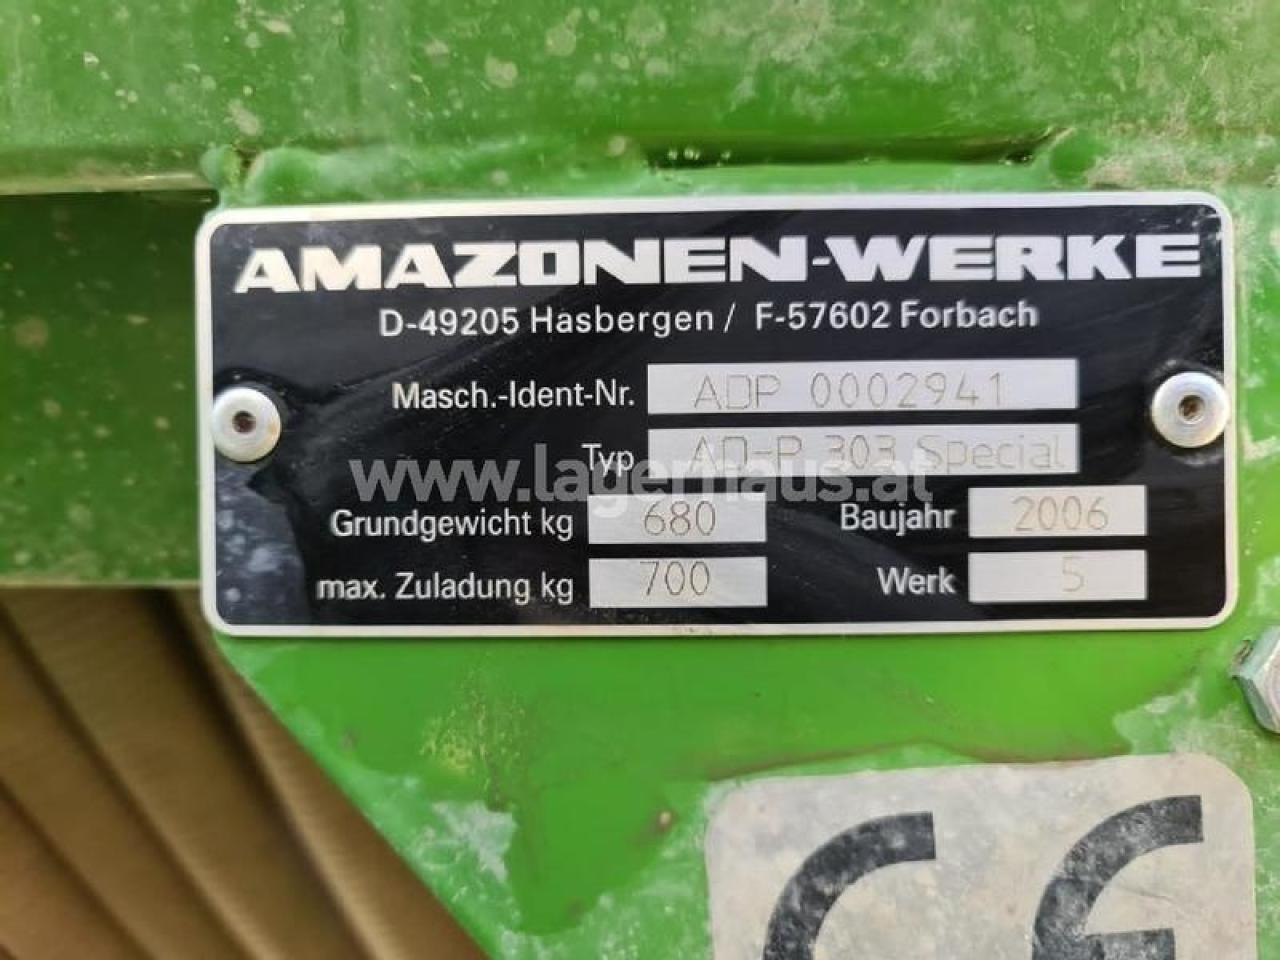 AMAZONEN-WERKE
D-49205 Hasbergen / F-57602 Forbach
Masch.-Ident-Nr. ADP 0002941
Typ AD-P 303 Special
www.lagerhaus.at
Grundgewicht kg 680 Baujahr 2006
max. Zuladung kg 700 Werk 5
CE